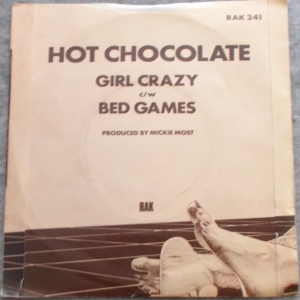 RAK 341
HOT CHOCOLATE
GIRL CRAZY
c/w
BED GAMES
PRODUCED BY MICKIE MOST
RAK